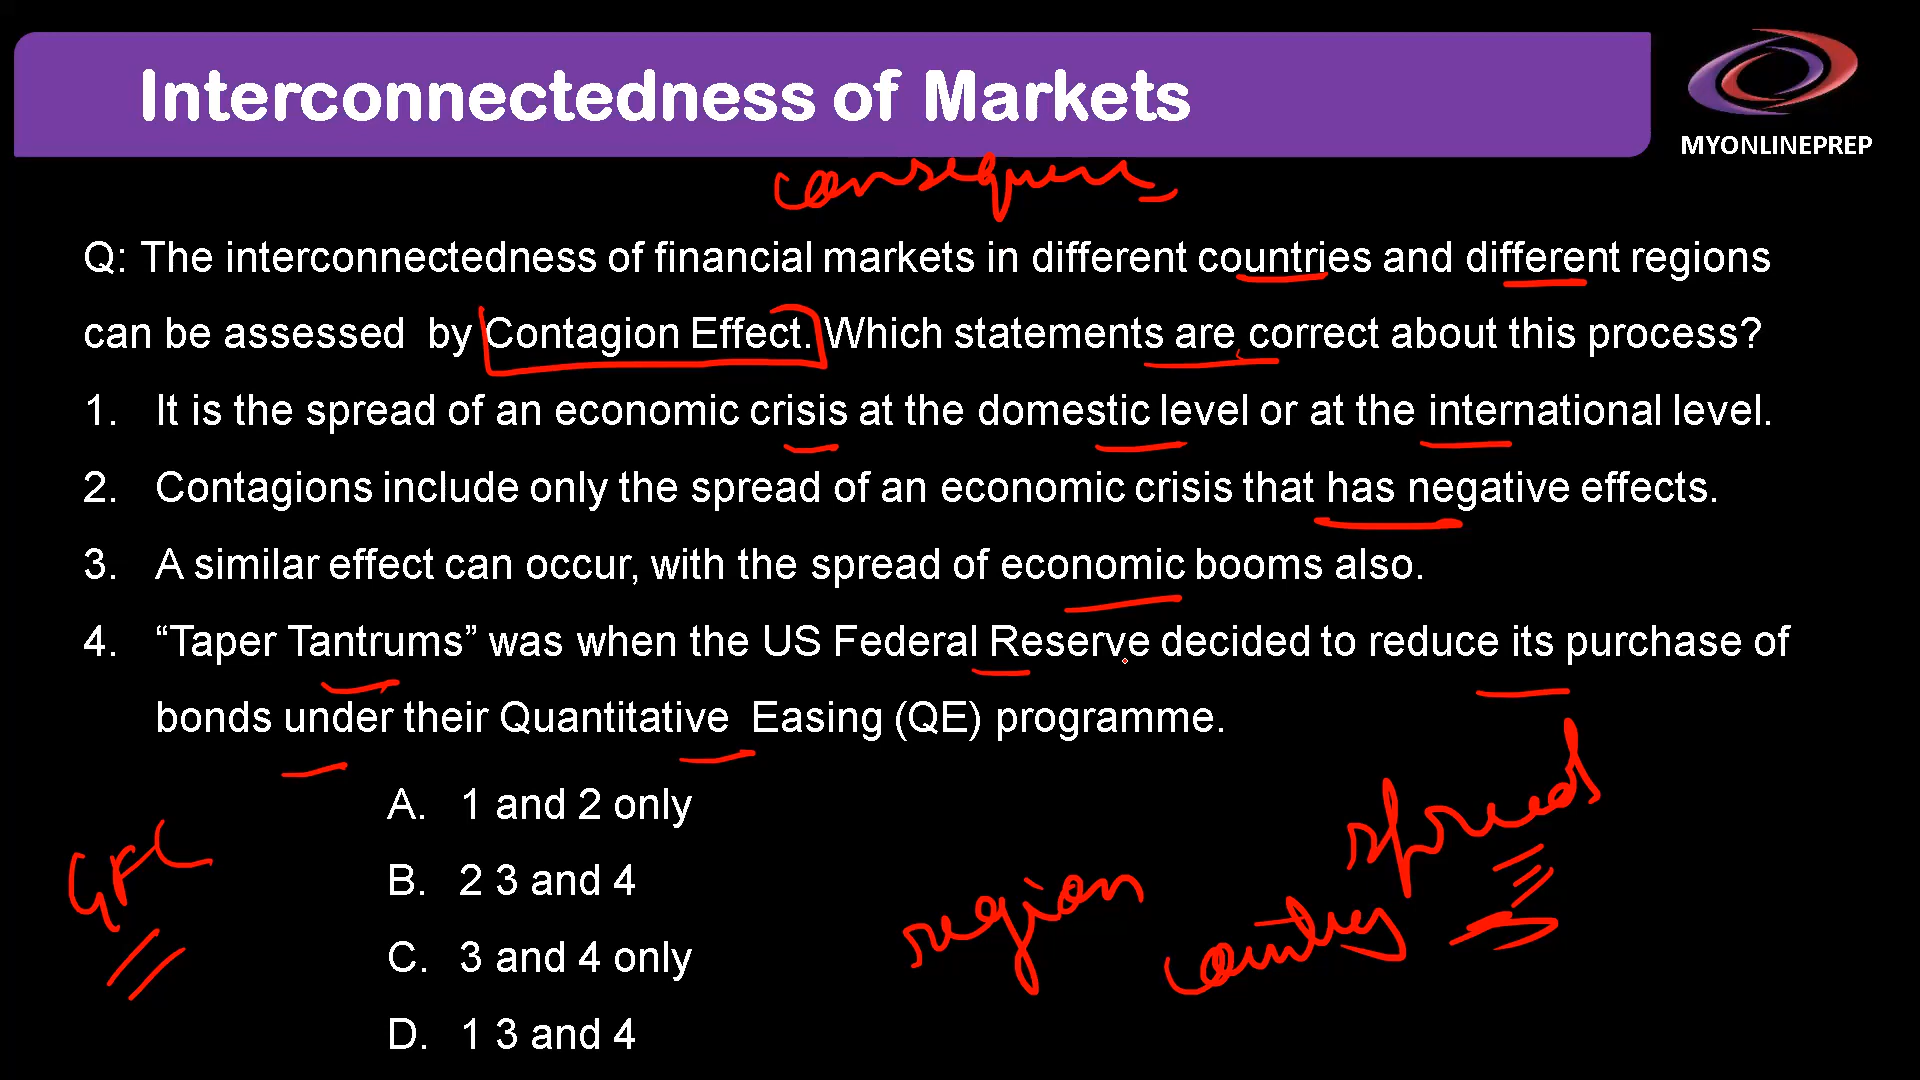 Interconnectedness of Markets
MYONLINEPREP
Q: The interconnectedness of financial markets in different countries and different regions
can be assessed by Contagion Effect. Which statements are correct about this process?
1. It is the spread of an economic crisis at the domestic level or at the international level.
2. Contagions include only the spread of an economic crisis that has negative effects.
3. A similar effect can occur, with the spread of economic booms also.
4. “Taper Tantrums” was when the US Federal Reserve decided to reduce its purchase of
bonds under their Quantitative Easing (QE) programme.
A. 1 and 2 only
B. 2 3 and 4
C. 3 and 4 only
D. 1 3 and 4
GFC
region
spread